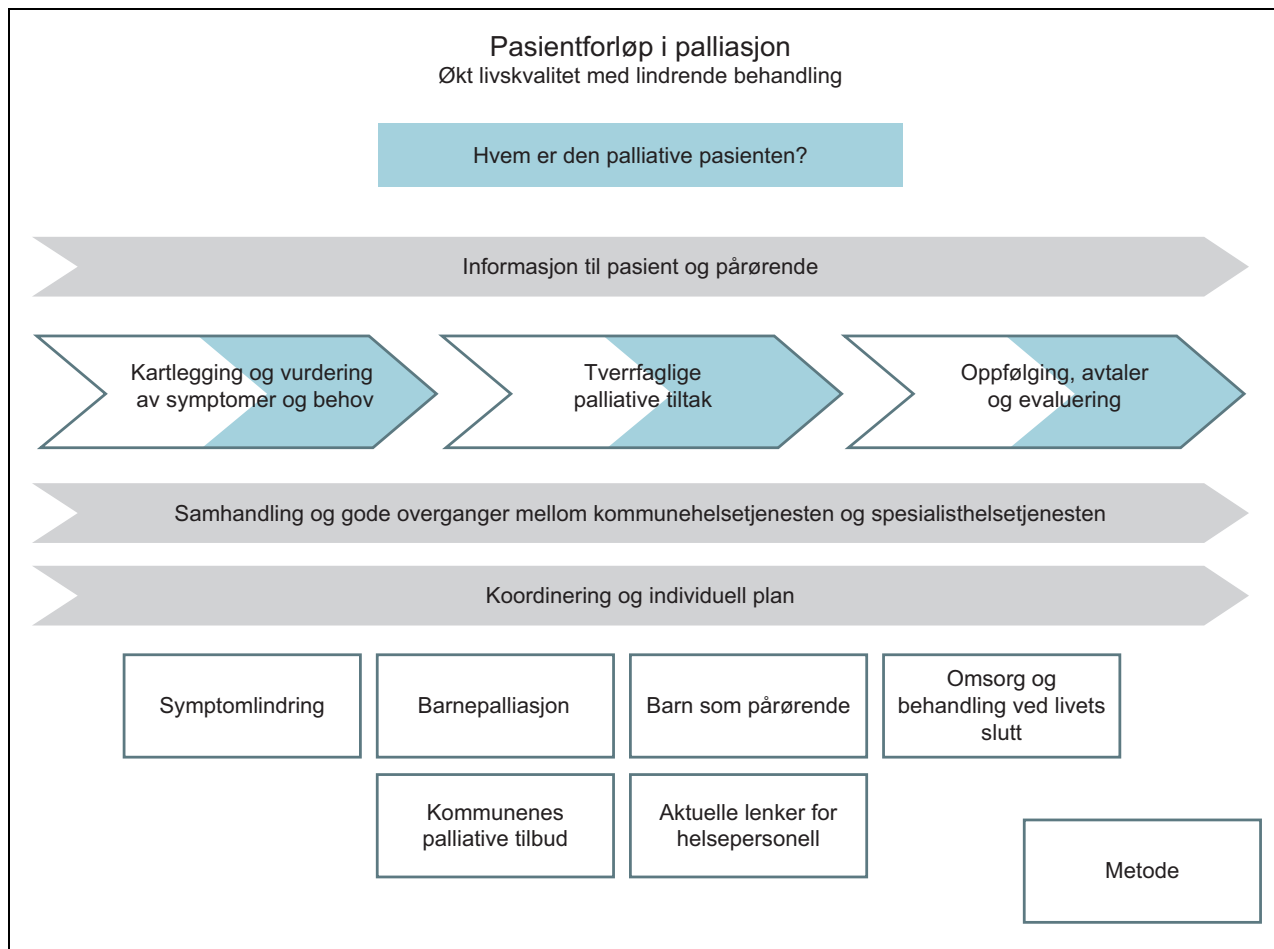 Pasientforløp i palliasjon
Økt livskvalitet med lindrende behandling
Hvem er den palliative pasienten?
Informasjon til pasient og pårørende
Kartlegging og vurdering
av symptomer og behov
Tverrfaglige
palliative tiltak
Oppfølging, avtaler
og evaluering
Samhandling og gode overganger mellom kommunehelsetjenesten og spesialisthelsetjenesten
Koordinering og individuell plan
Symptomlindring
Barnepalliasjon
Barn som pårørende
Omsorg og
behandling ved livets
slutt
Kommunenes
palliative tilbud
Aktuelle lenker for
helsepersonell
Metode